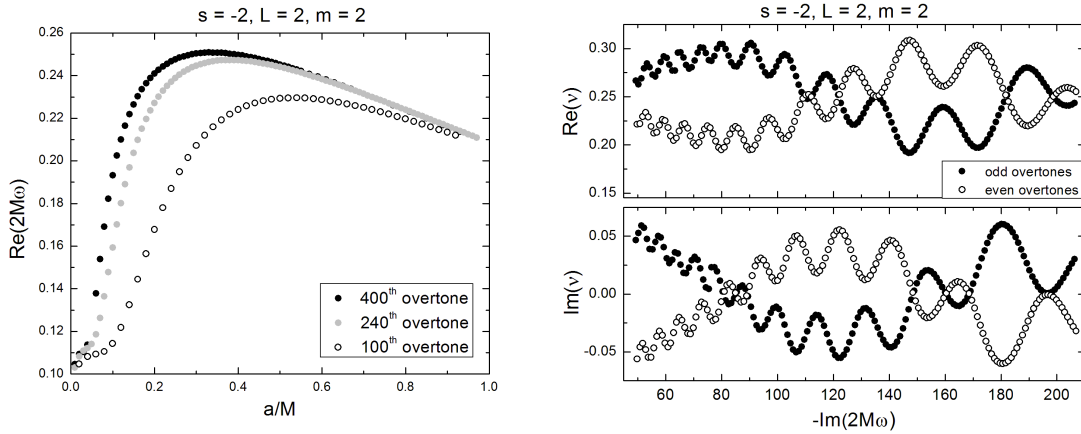 s = -2, L = 2, m = 2
0.26
0.24
0.22
0.20
0.18
0.16
0.14
0.12
0.10
Re(2Mω)
400th overtone
240th overtone
100th overtone
0.0 0.2 0.4 0.6 0.8 1.0
a/M
s = -2, L = 2, m = 2
0.30
0.25
0.20
0.15
Re(ν)
odd overtones
even overtones
0.05
0.00
-0.05
Im(ν)
60 80 100 120 140 160 180 200
-Im(2Mω)